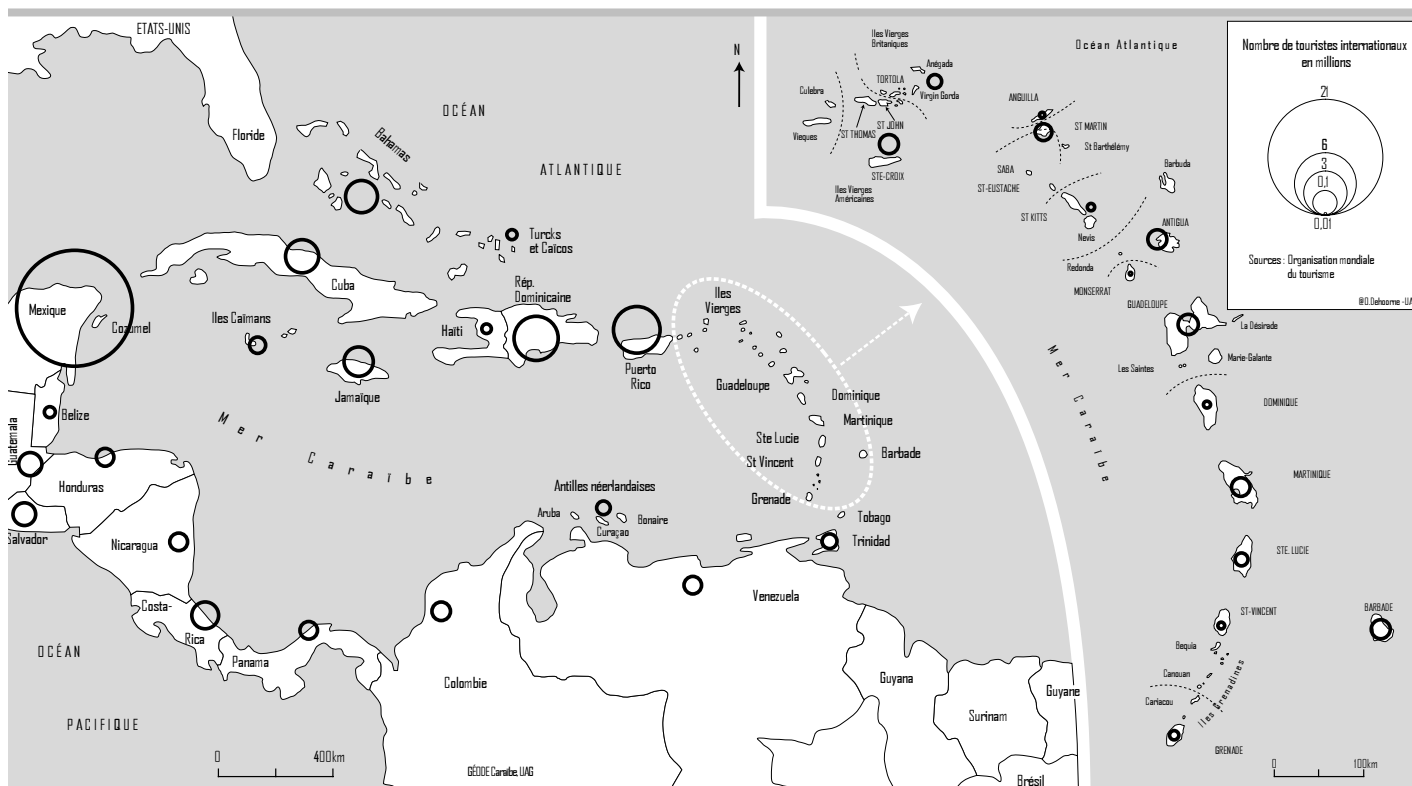 ETATS-UNIS
Floride
OCÉAN
ATLANTIQUE
N
Bahamas
Turcks
et Caïcos
Cuba
Mexique
Cozumel
Iles Caïmans
Jamaïque
Haïti
Rép.
Dominicaine
Puerto
Rico
Iles
Vierges
Guadeloupe
Dominique
Martinique
Ste Lucie
St Vincent
Barbade
Grenade
Tobago
Trinidad
Belize
Guatemala
Honduras
Salvador
Nicaragua
Costa-
Rica
Panama
Mer Caraïbe
Antilles néerlandaises
Aruba
Curaçao
Bonaire
Colombie
Venezuela
Guyana
Surinam
Guyane
Brésil
OCÉAN
PACIFIQUE
0 400km
GÉODE Caraïbe, UAG
Iles Vierges
Britaniques
Océan Atlantique
Culebra
Vieques
TORTOLA
Anégada
Virgin Gorda
ST THOMAS
ST JOHN
STE-CROIX
Iles Vierges
Américaines
ANGUILLA
ST MARTIN
St Barthélémy
SABA
ST-EUSTACHE
ST KITTS
Nevis
Barbuda
ANTIGUA
Redonda
MONSERRAT
GUADELOUPE
La Désirade
Marie-Galante
Les Saintes
DOMINIQUE
Mer Caraïbe
MARTINIQUE
STE. LUCIE
ST-VINCENT
BARBADE
Bequia
Canouan
Cariacou
Iles Grenadines
GRENADE
0 100km
Nombre de touristes internationaux
en millions
21
6
3
0,1
0,01
Sources : Organisation mondiale
du tourisme
@O.Dehoorne -UA